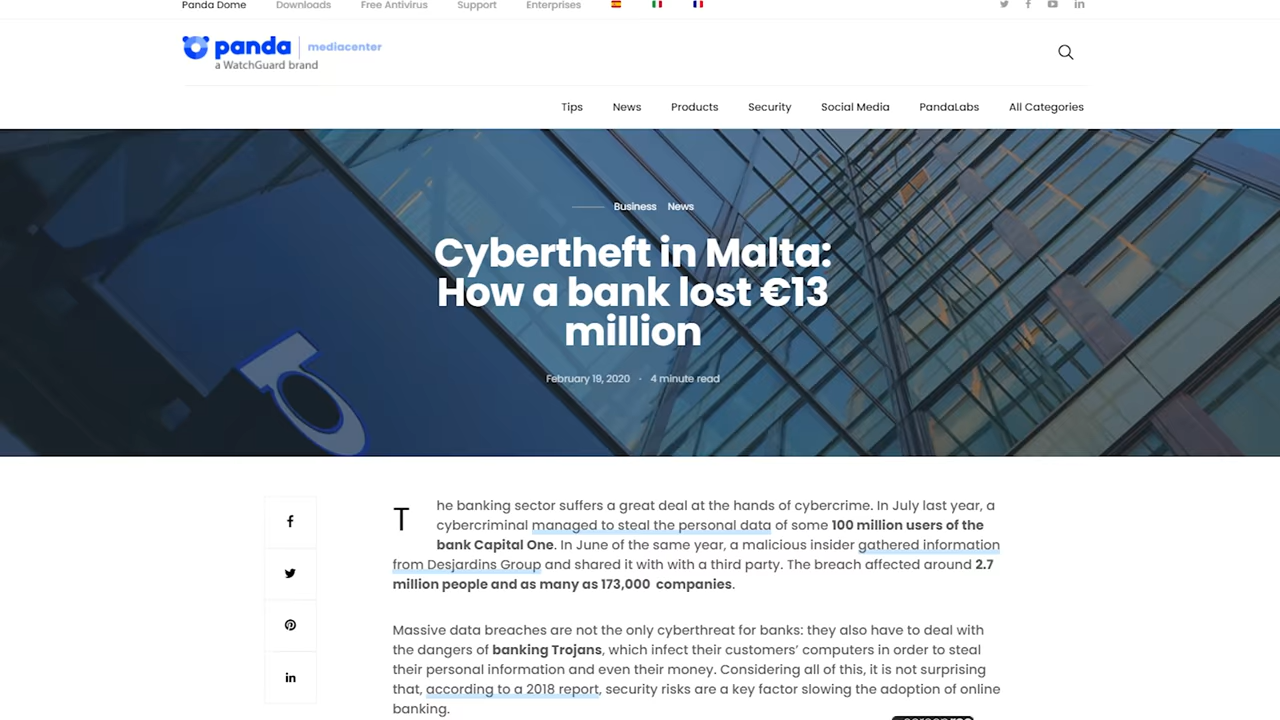 Panda Dome Downloads Free Antivirus Support Enterprises
panda mediacenter
a WatchGuard brand
Tips News Products Security Social Media PandaLabs All Categories
Business News
Cybertheft in Malta:
How a bank lost €13
million
February 19, 2020 · 4 minute read
The banking sector suffers a great deal at the hands of cybercrime. In July last year, a
cybercriminal managed to steal the personal data of some 100 million users of the
bank Capital One. In June of the same year, a malicious insider gathered information
from Desjardins Group and shared it with with a third party. The breach affected around 2.7
million people and as many as 173,000 companies.
Massive data breaches are not the only cyberthreat for banks: they also have to deal with
the dangers of banking Trojans, which infect their customers’ computers in order to steal
their personal information and even their money. Considering all of this, it is not surprising
that, according to a 2018 report, security risks are a key factor slowing the adoption of online
banking.